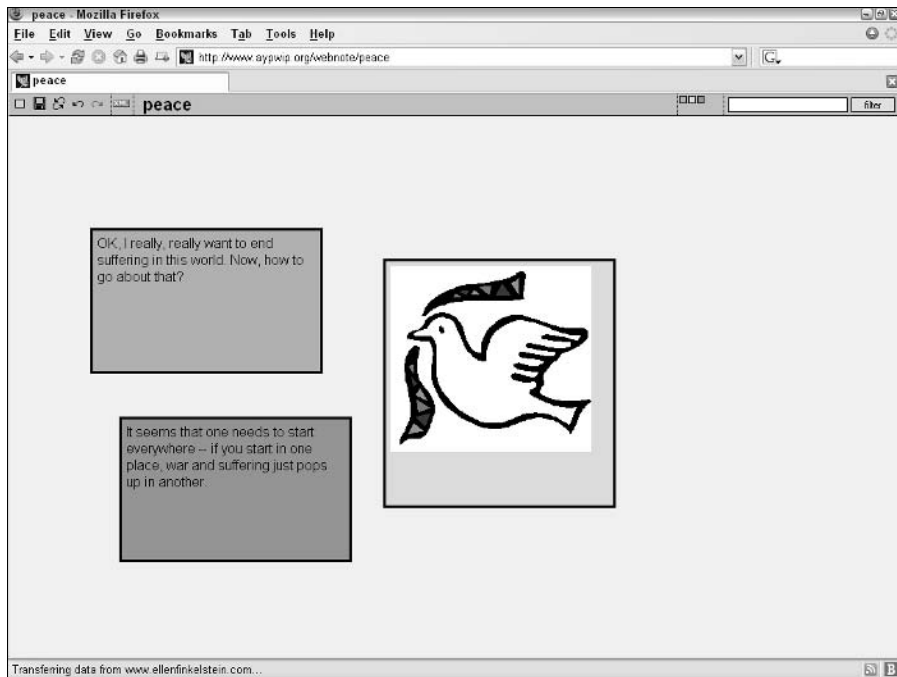 peace - Mozilla Firefox
File Edit View Go Bookmarks Tab Tools Help
http://www.aypwip.org/webnote/peace
G
peace
peace
filter
OK, I really, really want to end
suffering in this world. Now, how to
go about that?
It seems that one needs to start
everywhere -- if you start in one
place, war and suffering just pops
up in another.
Transferring data from www.ellenfinkelstein.com...
B